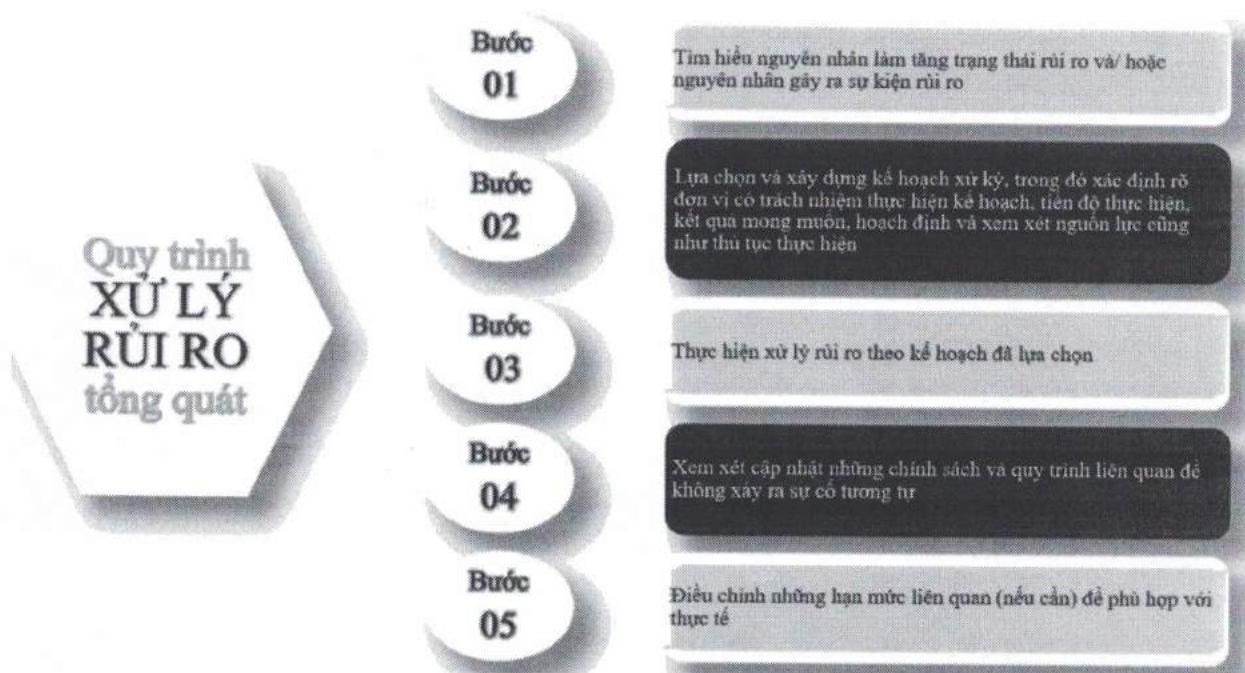 Quy trình
XỬ LÝ
RỦI RO
tổng quát
Bước
01
Tìm hiểu nguyên nhân làm tăng trạng thái rủi ro và/ hoặc
nguyên nhân gây ra sự kiện rủi ro
Bước
02
Lựa chọn và xây dựng kế hoạch xử ký, trong đó xác định rõ
đơn vị có trách nhiệm thực hiện kế hoạch, tiến độ thực hiện,
kết quả mong muốn, hoạch định và xem xét nguồn lực cũng
như thủ tục thực hiện
Bước
03
Thực hiện xử lý rủi ro theo kế hoạch đã lựa chọn
Bước
04
Xem xét cập nhật những chính sách và quy trình liên quan để
không xảy ra sự cố tương tự
Bước
05
Điều chỉnh những hạn mức liên quan (nếu cần) để phù hợp với
thực tế